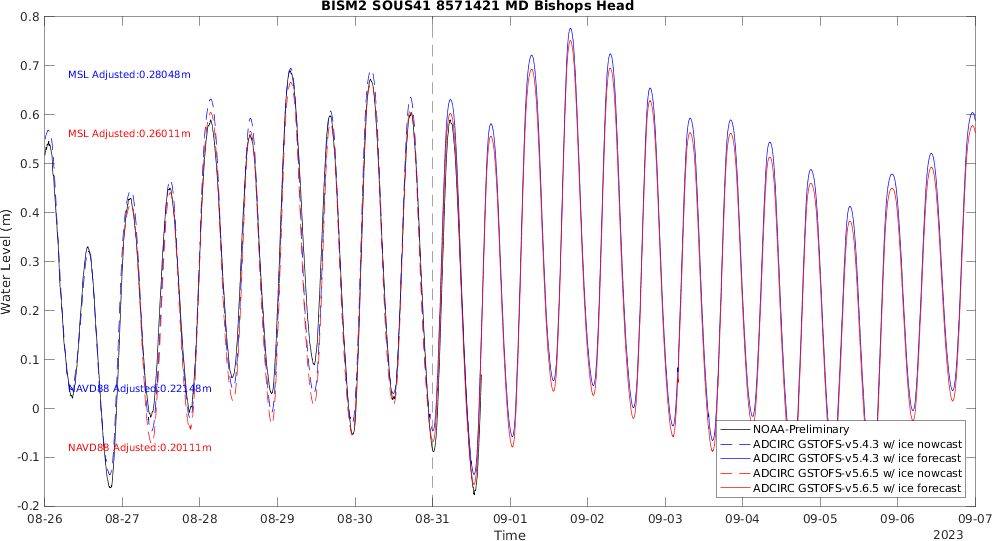 BISM2 SOUS41 8571421 MD Bishops Head
0.8
0.7
0.6
0.5
0.4
0.3
0.2
0.1
0
-0.1
-0.2
Water Level (m)
MSL Adjusted:0.28048m
MSL Adjusted:0.26011m
NAVD88 Adjusted:0.22148m
NAVD88 Adjusted:0.20111m
NOAA-Preliminary
ADCIRC GSTOFS-v5.4.3 w/ ice nowcast
ADCIRC GSTOFS-v5.4.3 w/ ice forecast
ADCIRC GSTOFS-v5.6.5 w/ ice nowcast
ADCIRC GSTOFS-v5.6.5 w/ ice forecast
08-26 08-27 08-28 08-29 08-30 08-31 09-01 09-02 09-03 09-04 09-05 09-06 09-07
Time
2023